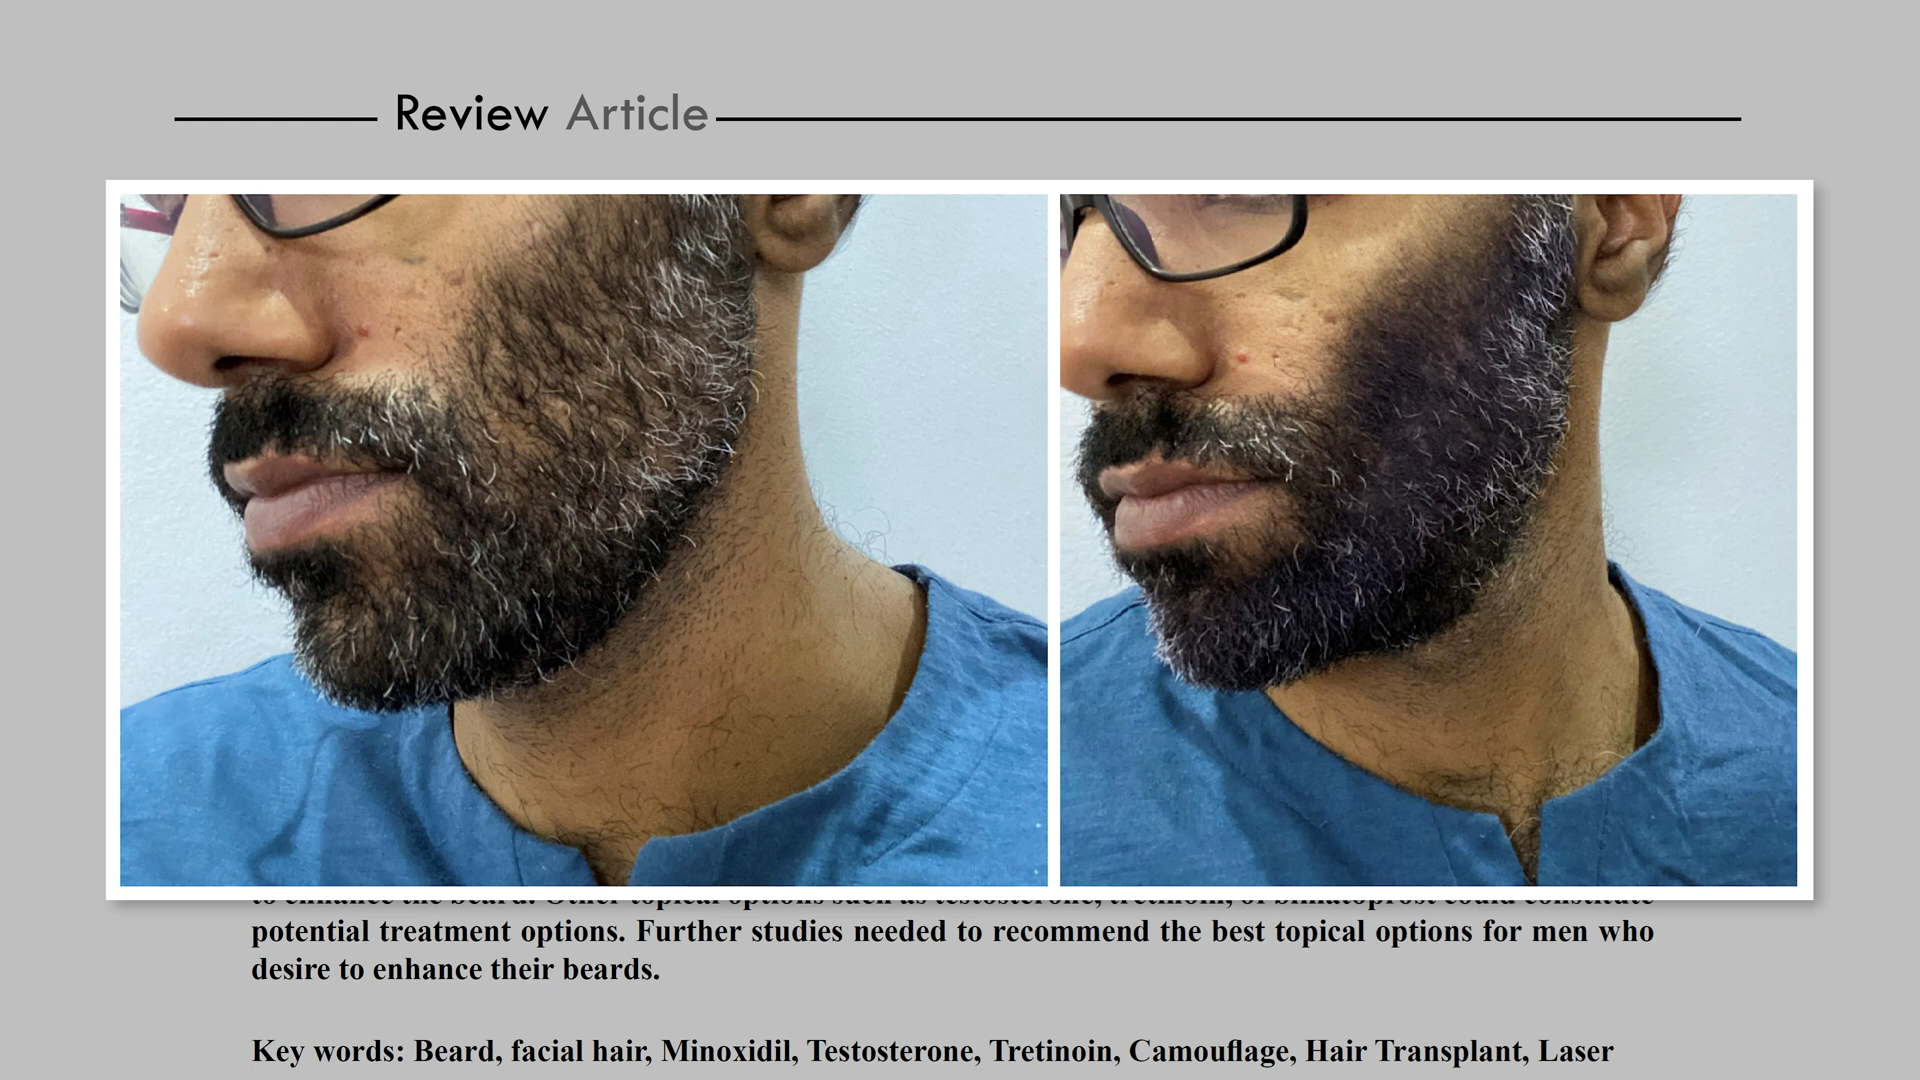 Review Article
to enhance the beard. Other topical options such as testosterone, tretinoin, or bimatoprost could constitute
potential treatment options. Further studies needed to recommend the best topical options for men who
desire to enhance their beards.
Key words: Beard, facial hair, Minoxidil, Testosterone, Tretinoin, Camouflage, Hair Transplant, Laser